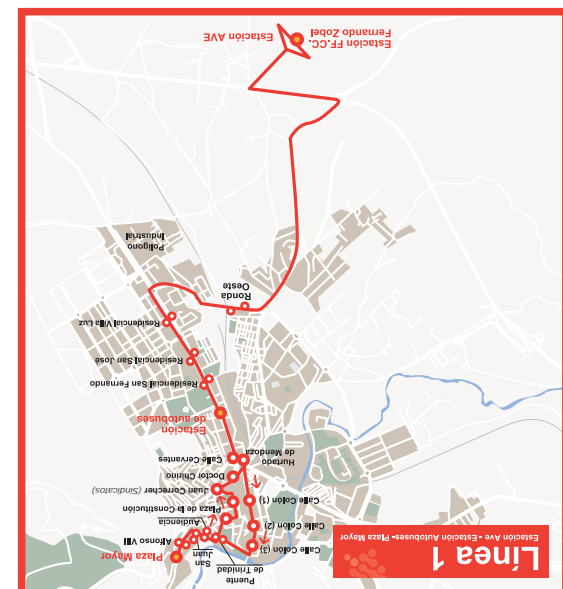 Línea 1
Estación Ave - Estación Autobuses- Plaza Mayor
Puente
de Trinidad
San
Juan
Plaza Mayor
Alfonso VIII
Audiencia
Calle Colón (3)
Calle Colón (2)
Calle Colón (1)
Plaza de la Constitución
Juan Correcher (Sindicatos)
Doctor Chirino
Calle Cervantes
Hurtado
de Mendoza
Estación
de autobuses
Residencial San Fernando
Residencial San José
Residencial Villa Luz
Ronda
Oeste
Polígono
Industrial
Estación FF.CC.
Fernando Zobel
Estación AVE